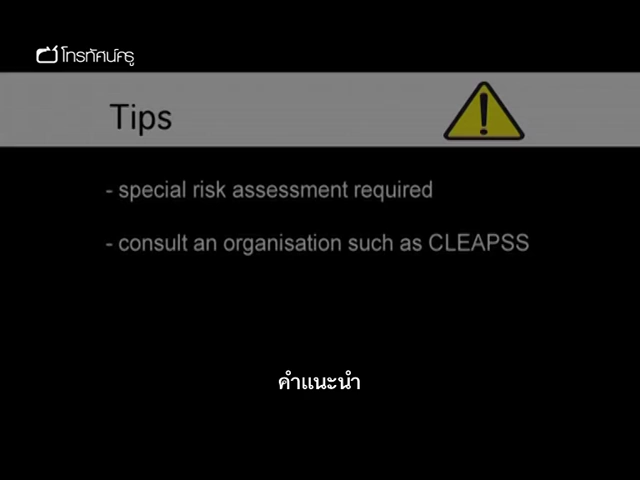 โทรทัศน์ครู
Tips
- special risk assessment required
- consult an organisation such as CLEAPSS
คำแนะนำ